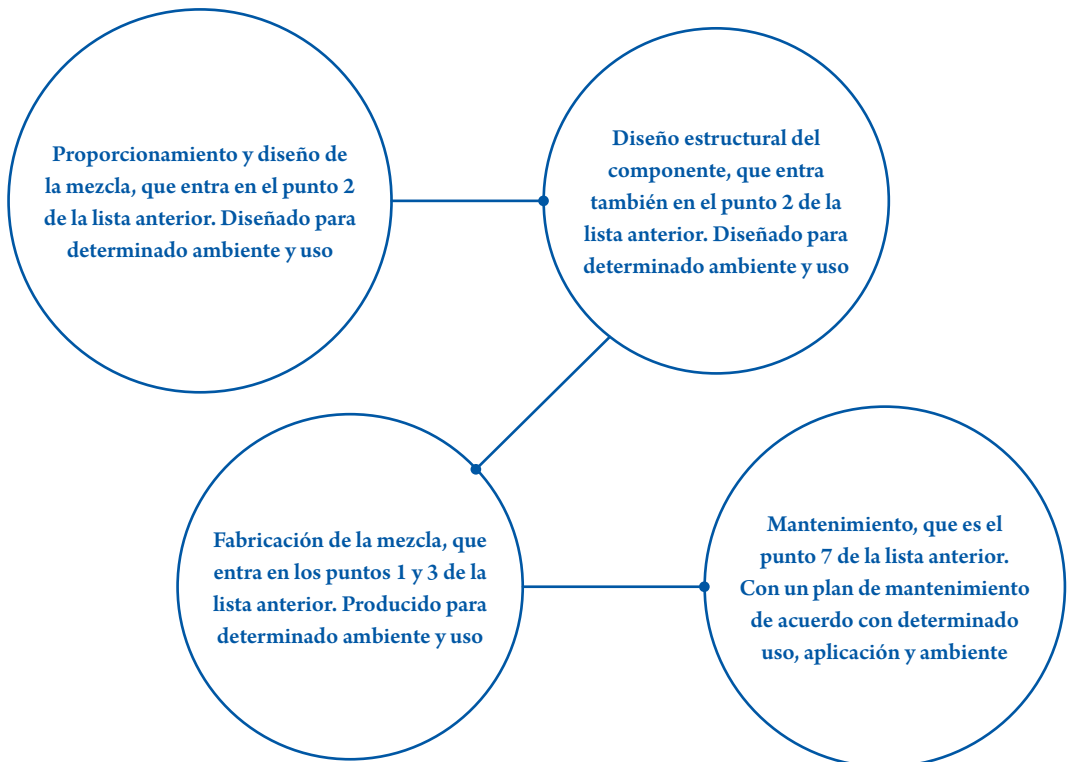 Proporcionamiento y diseño de
la mezcla, que entra en el punto 2
de la lista anterior. Diseñado para
determinado ambiente y uso
Diseño estructural del
componente, que entra
también en el punto 2 de la
lista anterior. Diseñado para
determinado ambiente y uso
Fabricación de la mezcla, que
entra en los puntos 1 y 3 de la
lista anterior. Producido para
determinado ambiente y uso
Mantenimiento, que es el
punto 7 de la lista anterior.
Con un plan de mantenimiento
de acuerdo con determinado
uso, aplicación y ambiente